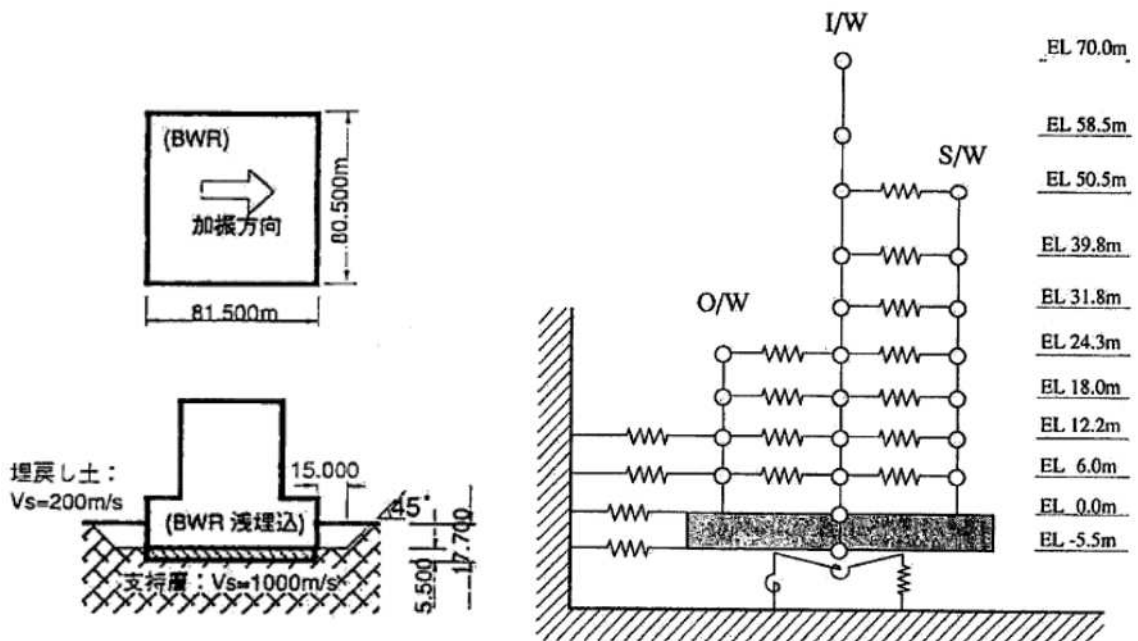 (BWR)
加振方向
80.500m
81.500m
埋戻し土：
Vs=200m/s
15.000
45°
(BWR 浅埋込)
支持層：Vs=1000m/s
5.500
17.700
I/W
S/W
O/W
EL 70.0m
EL 58.5m
EL 50.5m
EL 39.8m
EL 31.8m
EL 24.3m
EL 18.0m
EL 12.2m
EL 6.0m
EL 0.0m
EL -5.5m